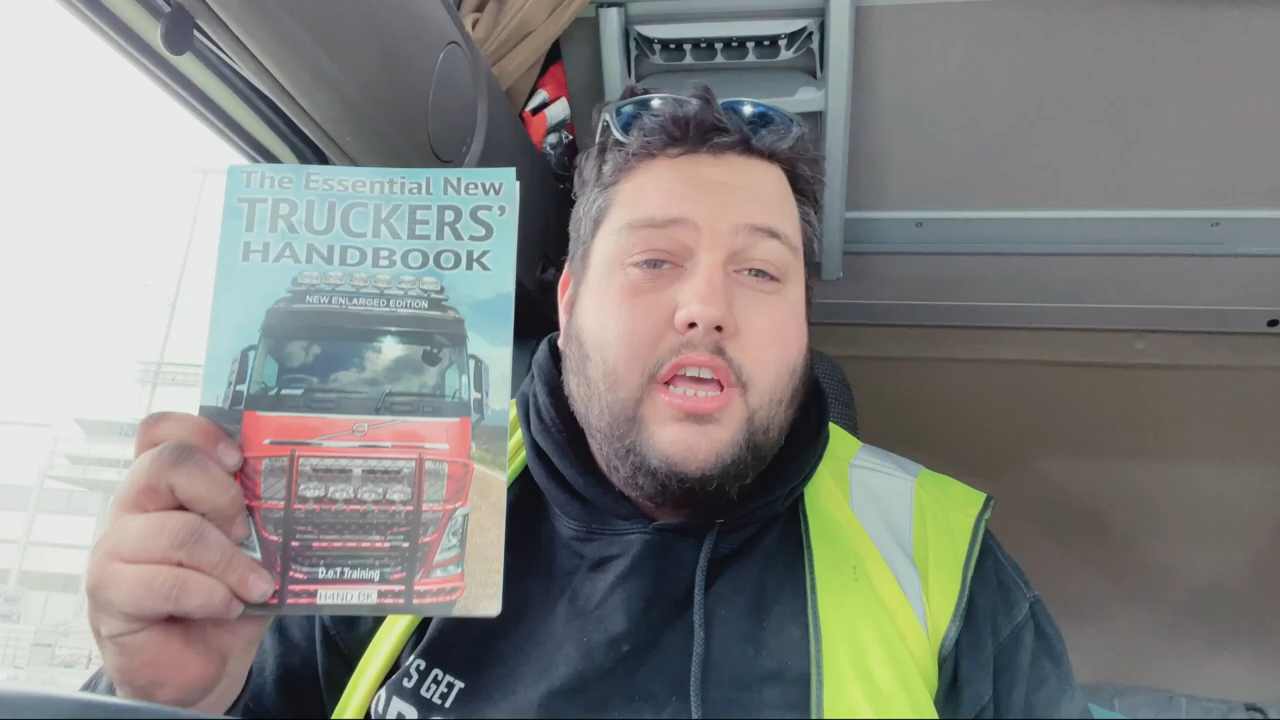 The Essential New
TRUCKERS'
HANDBOOK
NEW ENLARGED EDITION
D.o.T Training
H4ND BK
'S GET